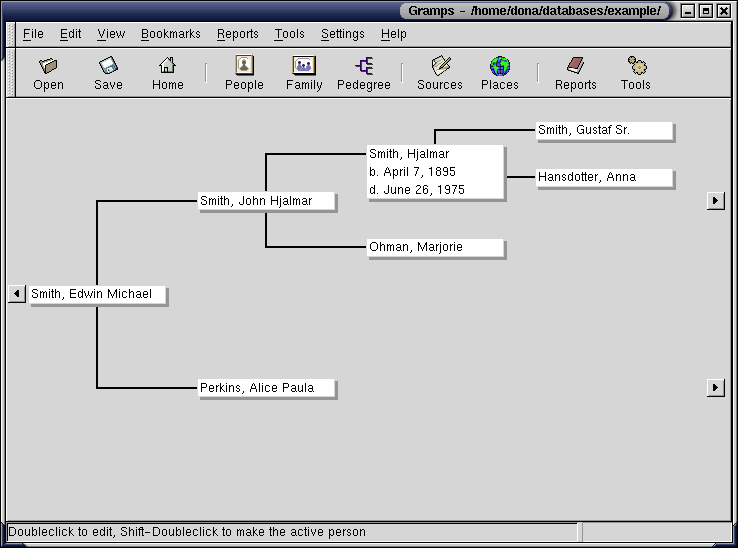 Gramps - /home/dona/databases/example/
File Edit View Bookmarks Reports Tools Settings Help
Open Save Home People Family Pedegree Sources Places Reports Tools
Smith, Gustaf Sr.
Smith, Hjalmar
b. April 7, 1895
d. June 26, 1975
Hansdotter, Anna
Smith, John Hjalmar
Ohman, Marjorie
Smith, Edwin Michael
Perkins, Alice Paula
Doubleclick to edit, Shift-Doubleclick to make the active person